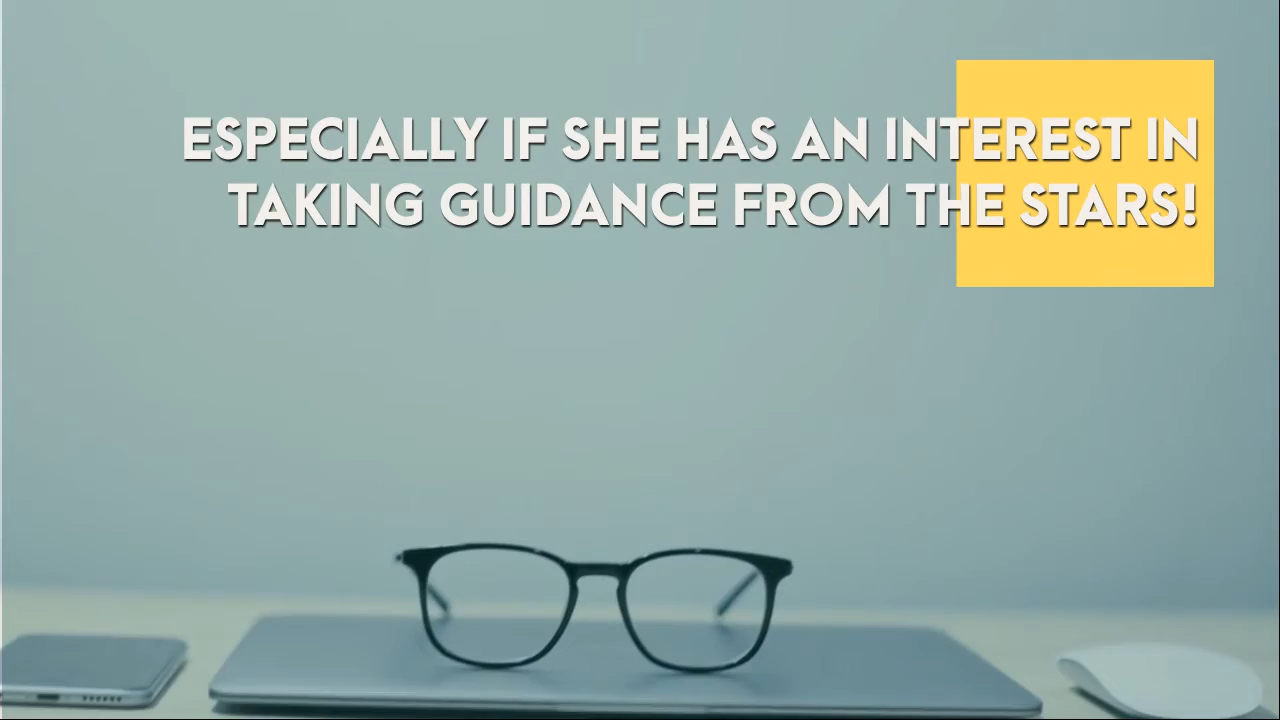 ESPECIALLY IF SHE HAS AN INTEREST IN
TAKING GUIDANCE FROM THE STARS!